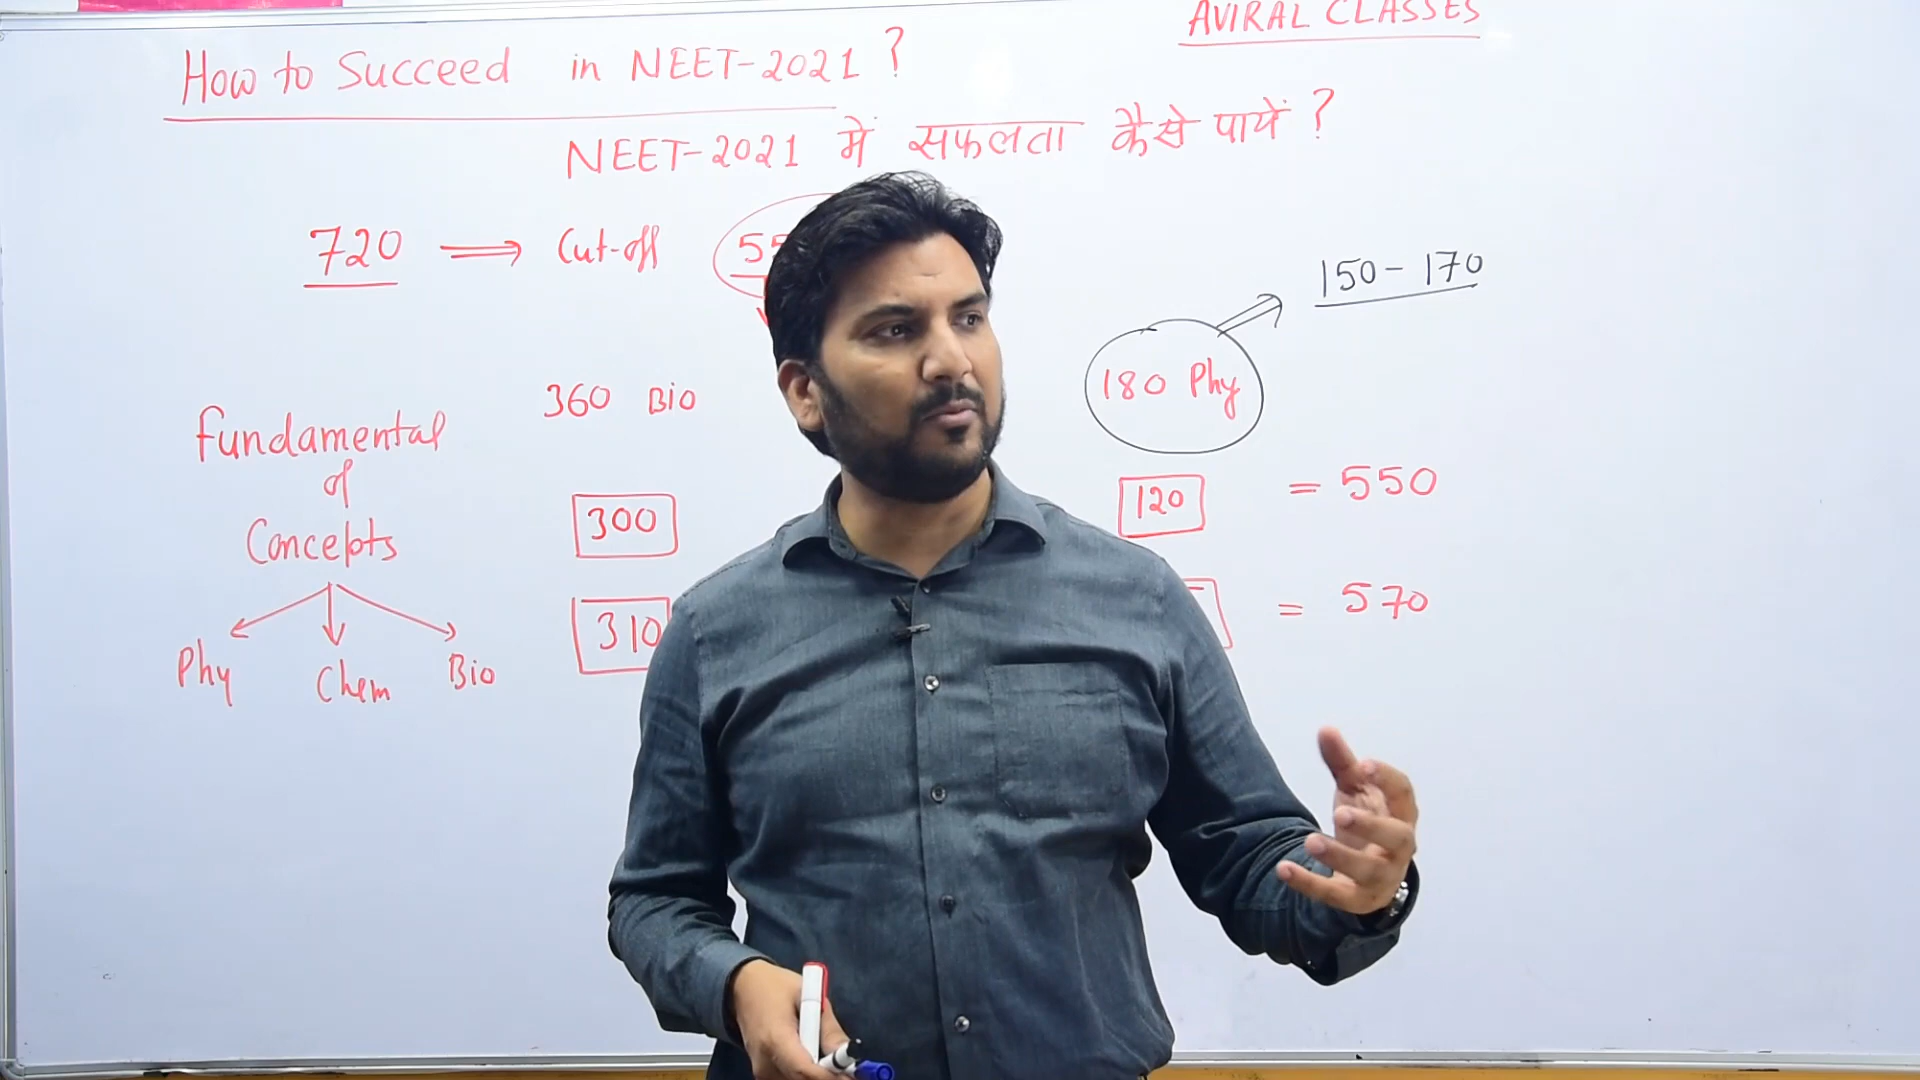 AVIRAL CLASSES
How to Succeed in NEET-2021 ?
NEET-2021 में सफलता कैसे पायें ?
720 ⟹ Cut-off
150 - 170
360 Bio
180 Phy
Fundamental
of
Concepts
300
120 = 550
310
= 570
Phy Chem Bio